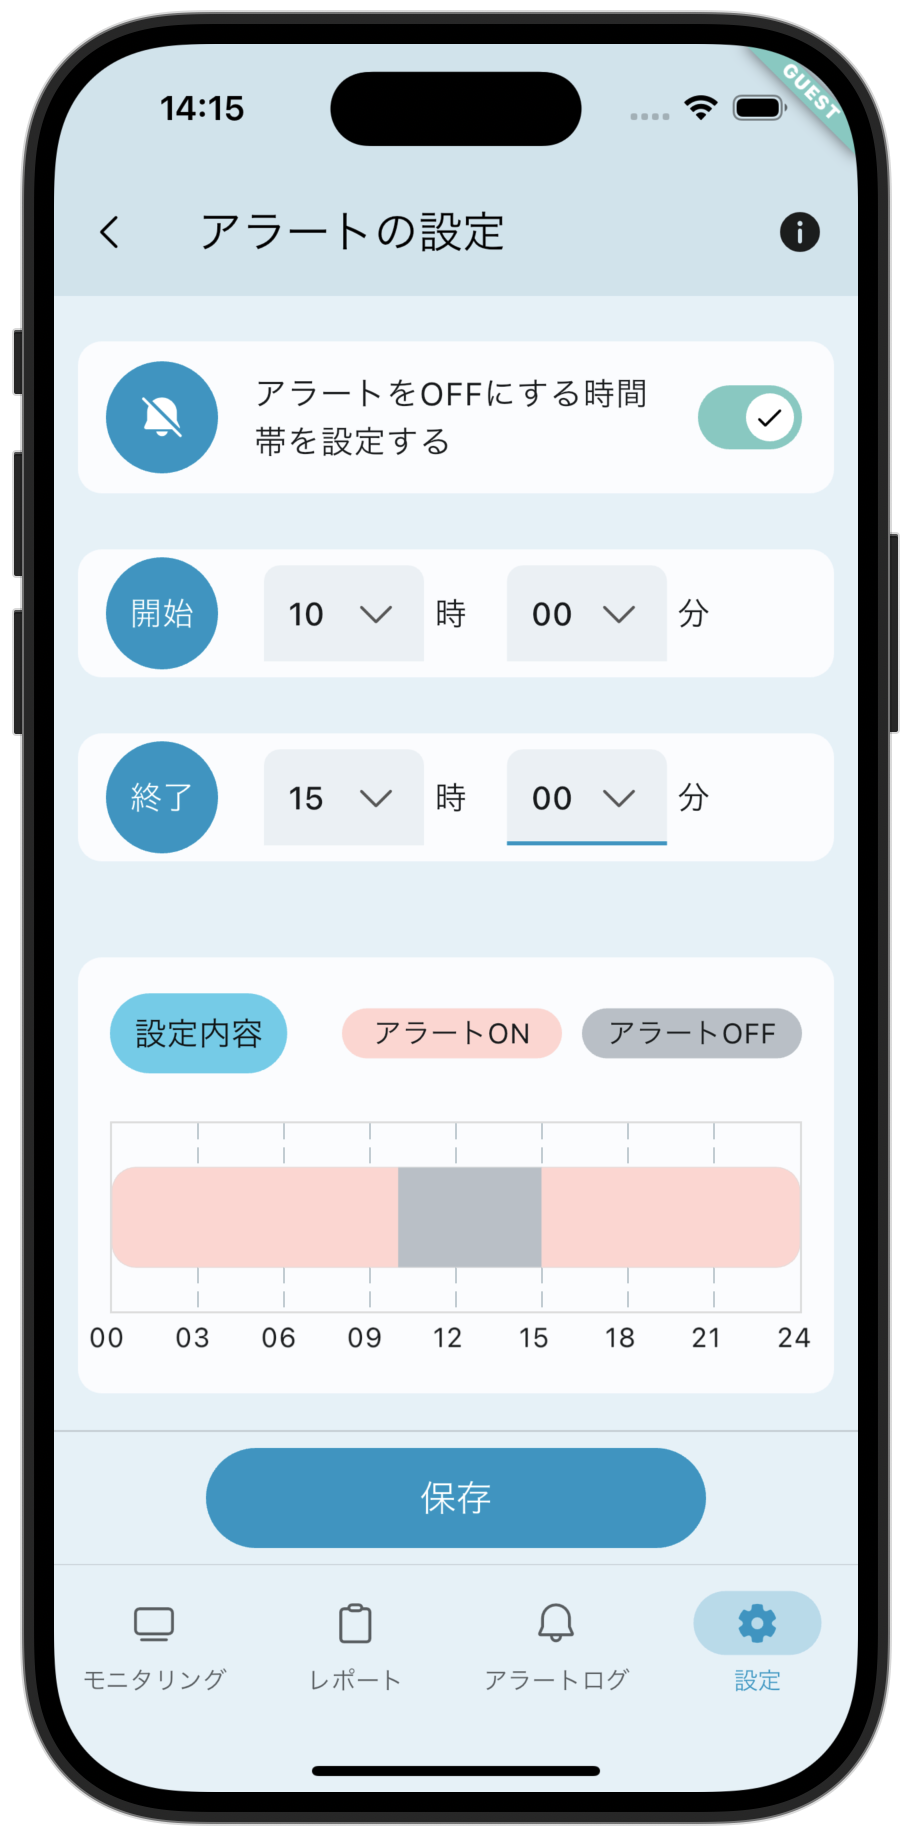 14:15
GUEST
アラートの設定
アラートをOFFにする時間
帯を設定する
開始 10 時 00 分
終了 15 時 00 分
設定内容 アラートON アラートOFF
00 03 06 09 12 15 18 21 24
保存
モニタリング レポート アラートログ 設定